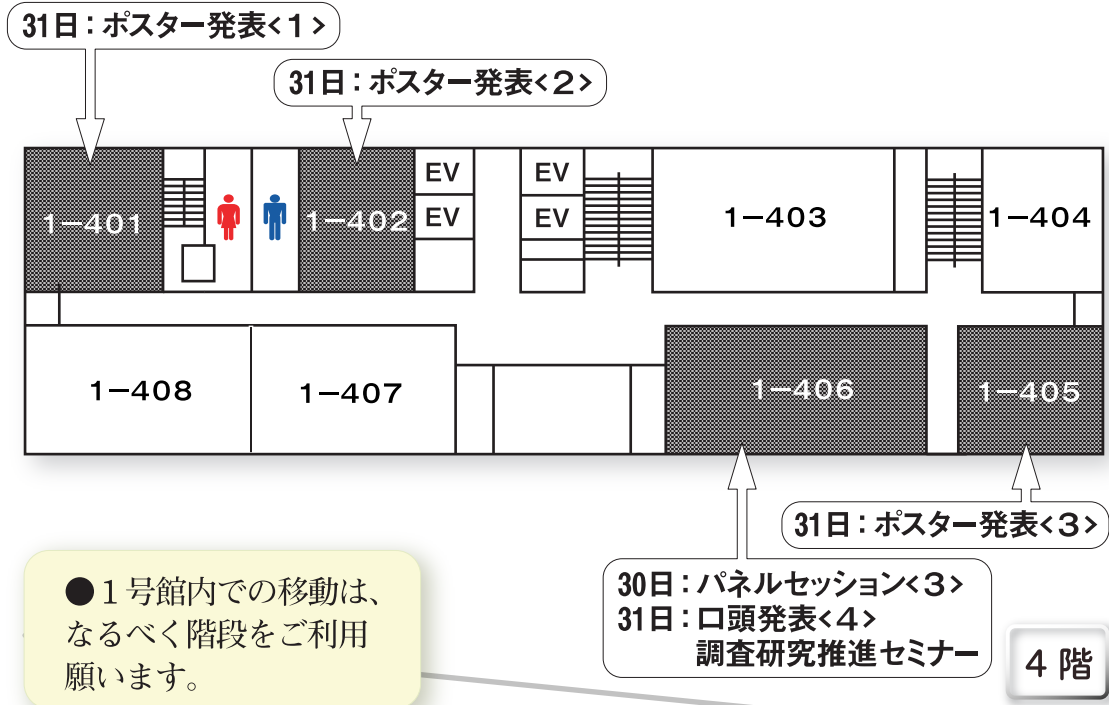 31日：ポスター発表<１>
31日：ポスター発表<２>
EV
EV
EV
EV
1－401
1－402
1－403
1－404
1－408
1－407
1－406
1－405
31日：ポスター発表<３>
30日：パネルセッション<３>
31日：口頭発表<４>
調査研究推進セミナー
●１号館内での移動は、
なるべく階段をご利用
願います。
４階